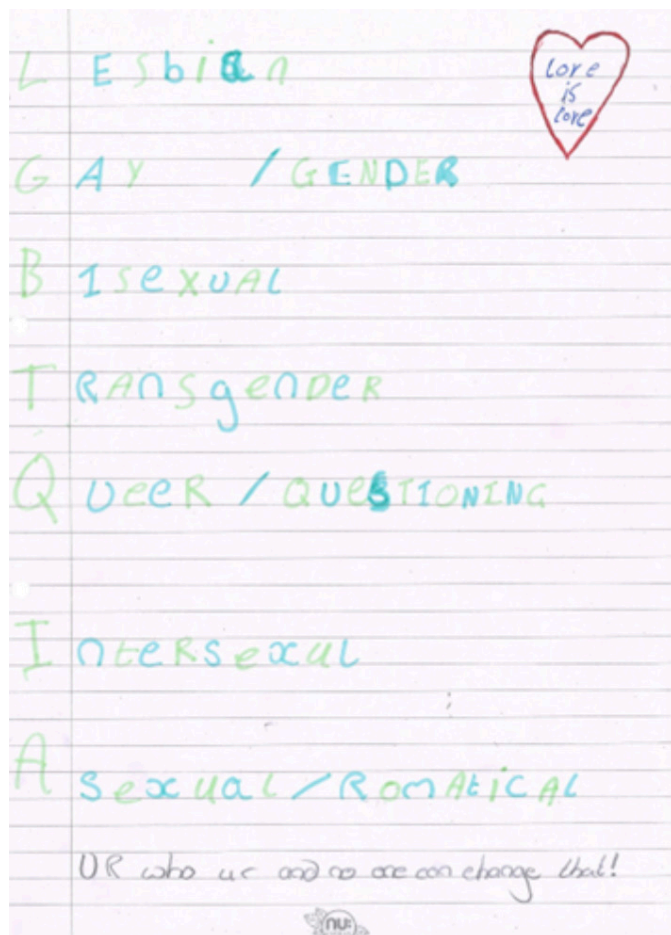 LESbian
love
is
love
GAY / GENDER
BISeXUAL
TRAnSgenDeR
QUeeR / QUeSTIONING
InteRSexuL
ASexual/RomAtiCAL
UR who ur and no one can change that!
nu: